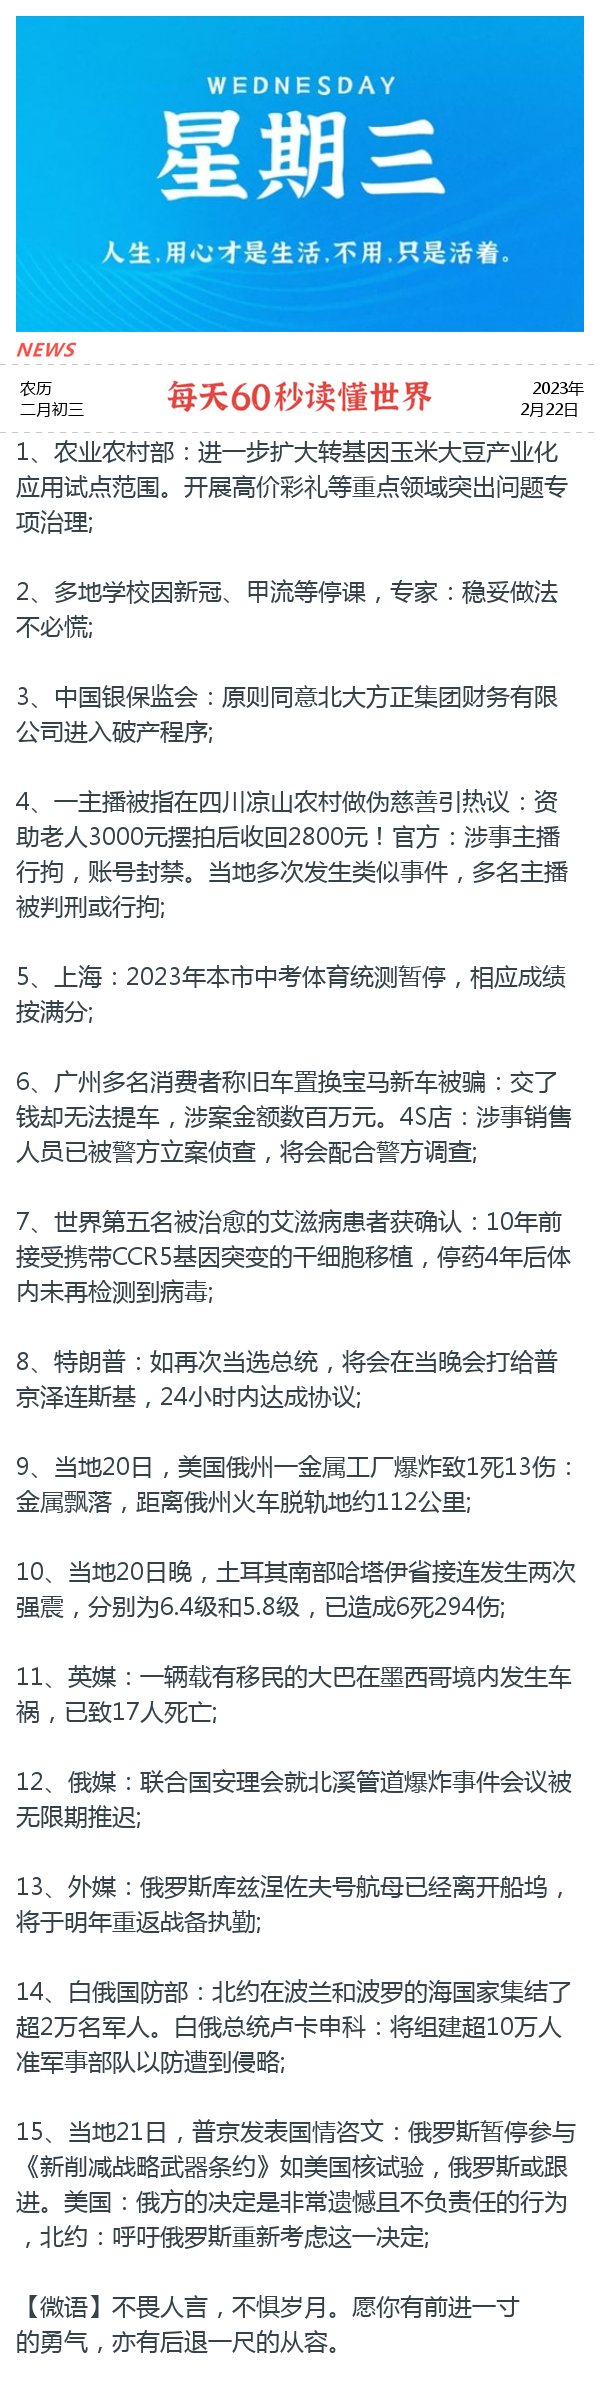 WEDNESDAY
星期三
人生,用心才是生活,不用,只是活着。
NEWS
农历
二月初三
每天60秒读懂世界
2023年
2月22日
1、农业农村部：进一步扩大转基因玉米大豆产业化
应用试点范围。开展高价彩礼等重点领域突出问题专
项治理;
2、多地学校因新冠、甲流等停课，专家：稳妥做法
不必慌;
3、中国银保监会：原则同意北大方正集团财务有限
公司进入破产程序;
4、一主播被指在四川凉山农村做伪慈善引热议：资
助老人3000元摆拍后收回2800元！官方：涉事主播
行拘，账号封禁。当地多次发生类似事件，多名主播
被判刑或行拘;
5、上海：2023年本市中考体育统测暂停，相应成绩
按满分;
6、广州多名消费者称旧车置换宝马新车被骗：交了
钱却无法提车，涉案金额数百万元。4S店：涉事销售
人员已被警方立案侦查，将会配合警方调查;
7、世界第五名被治愈的艾滋病患者获确认：10年前
接受携带CCR5基因突变的干细胞移植，停药4年后体
内未再检测到病毒;
8、特朗普：如再次当选总统，将会在当晚会打给普
京泽连斯基，24小时内达成协议;
9、当地20日，美国俄州一金属工厂爆炸致1死13伤：
金属飘落，距离俄州火车脱轨地约112公里;
10、当地20日晚，土耳其南部哈塔伊省接连发生两次
强震，分别为6.4级和5.8级，已造成6死294伤;
11、英媒：一辆载有移民的大巴在墨西哥境内发生车
祸，已致17人死亡;
12、俄媒：联合国安理会就北溪管道爆炸事件会议被
无限期推迟;
13、外媒：俄罗斯库兹涅佐夫号航母已经离开船坞，
将于明年重返战备执勤;
14、白俄国防部：北约在波兰和波罗的海国家集结了
超2万名军人。白俄总统卢卡申科：将组建超10万人
准军事部队以防遭到侵略;
15、当地21日，普京发表国情咨文：俄罗斯暂停参与
《新削减战略武器条约》如美国核试验，俄罗斯或跟
进。美国：俄方的决定是非常遗憾且不负责任的行为
，北约：呼吁俄罗斯重新考虑这一决定;
【微语】不畏人言，不惧岁月。愿你有前进一寸
的勇气，亦有后退一尺的从容。